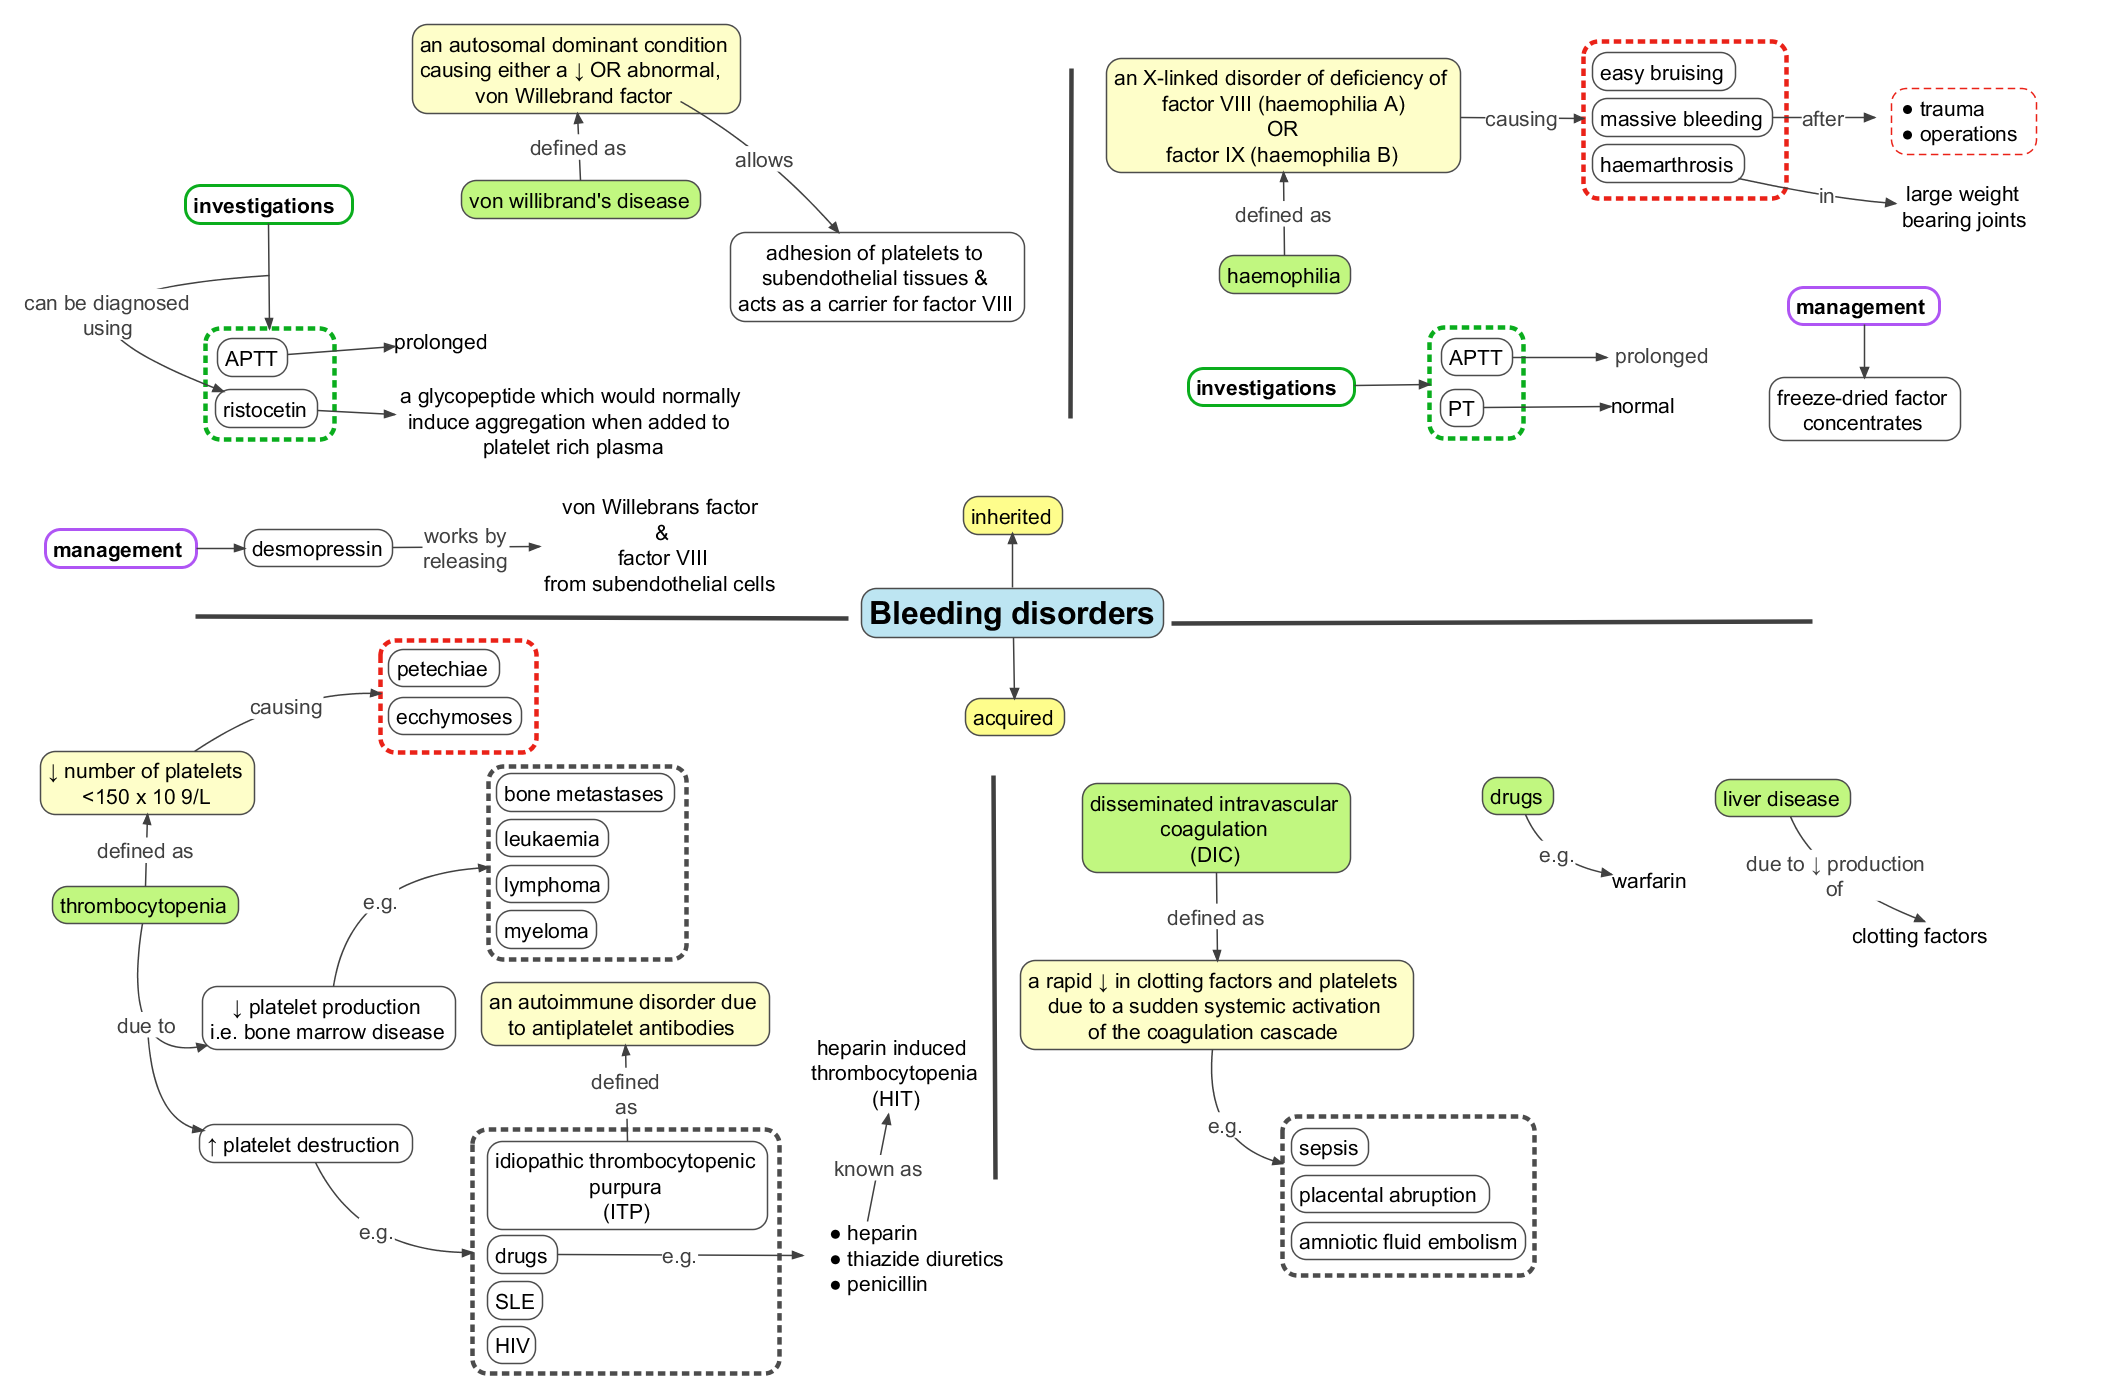 an autosomal dominant condition
causing either a ↓ OR abnormal,
von Willebrand factor
defined as
von willibrand's disease
allows
adhesion of platelets to
subendothelial tissues &
acts as a carrier for factor VIII
investigations
can be diagnosed
using
APTT
prolonged
ristocetin
a glycopeptide which would normally
induce aggregation when added to
platelet rich plasma
management
desmopressin
works by
releasing
von Willebrans factor
&
factor VIII
from subendothelial cells
an X-linked disorder of deficiency of
factor VIII (haemophilia A)
OR
factor IX (haemophilia B)
causing
easy bruising
massive bleeding
haemarthrosis
after
● trauma
● operations
in
large weight
bearing joints
defined as
haemophilia
investigations
APTT
prolonged
PT
normal
management
freeze-dried factor
concentrates
inherited
Bleeding disorders
acquired
petechiae
ecchymoses
causing
↓ number of platelets
<150 x 10 9/L
defined as
thrombocytopenia
due to
↓ platelet production
i.e. bone marrow disease
e.g.
bone metastases
leukaemia
lymphoma
myeloma
↑ platelet destruction
e.g.
an autoimmune disorder due
to antiplatelet antibodies
defined
as
idiopathic thrombocytopenic
purpura
(ITP)
drugs
SLE
HIV
e.g.
● heparin
● thiazide diuretics
● penicillin
known as
heparin induced
thrombocytopenia
(HIT)
disseminated intravascular
coagulation
(DIC)
defined as
a rapid ↓ in clotting factors and platelets
due to a sudden systemic activation
of the coagulation cascade
e.g.
sepsis
placental abruption
amniotic fluid embolism
drugs
e.g.
warfarin
liver disease
due to ↓ production
of
clotting factors